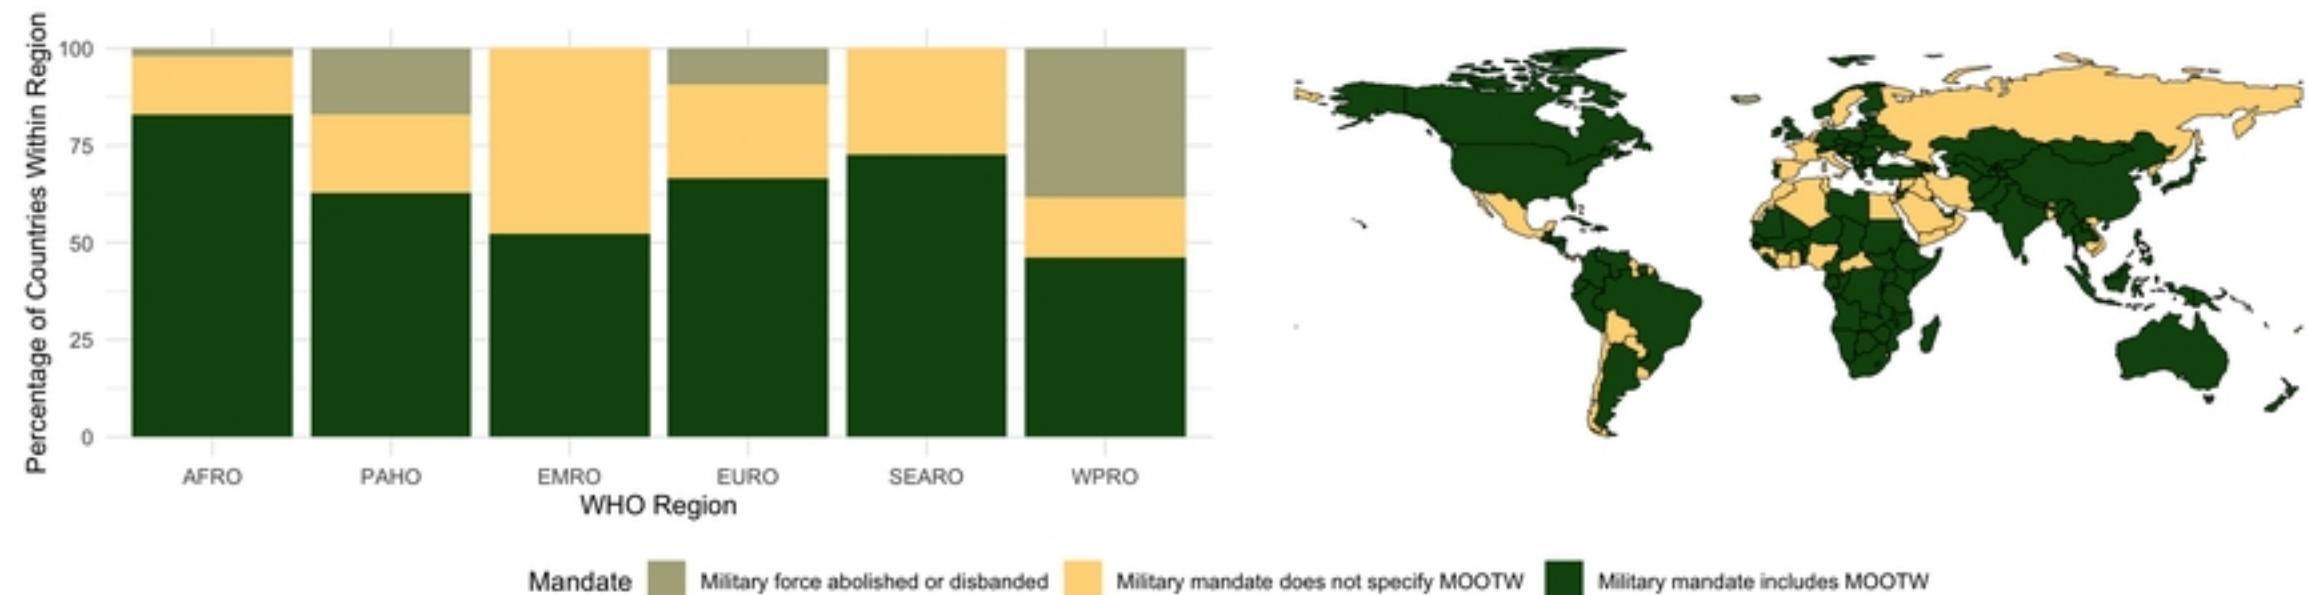 Percentage of Countries Within Region
100
75
50
25
0
AFRO PAHO EMRO EURO SEARO WPRO
WHO Region
Mandate Military force abolished or disbanded Military mandate does not specify MOOTW Military mandate includes MOOTW